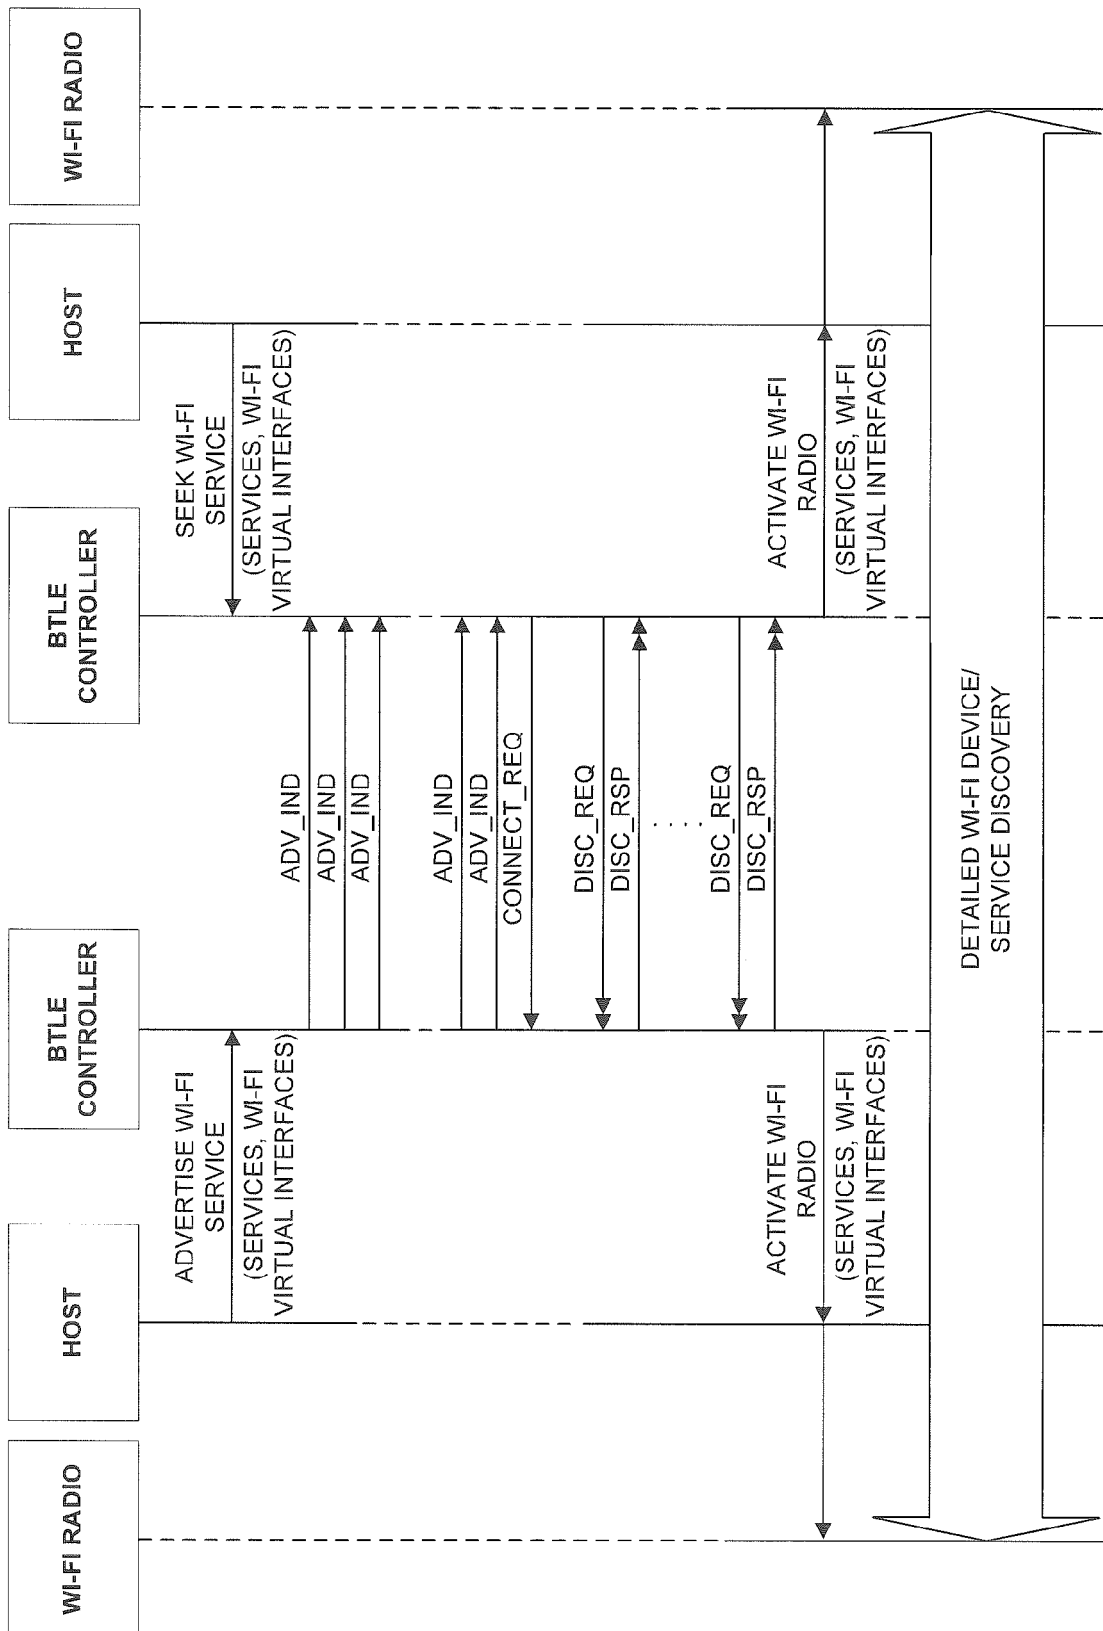 WI-FI RADIO
HOST
BTLE
CONTROLLER
BTLE
CONTROLLER
HOST
WI-FI RADIO
ADVERTISE WI-FI
SERVICE
(SERVICES, WI-FI
VIRTUAL INTERFACES)
SEEK WI-FI
SERVICE
(SERVICES, WI-FI
VIRTUAL INTERFACES)
ADV_IND
ADV_IND
ADV_IND
ADV_IND
ADV_IND
CONNECT_REQ
DISC_REQ
DISC_RSP
. . . .
DISC_REQ
DISC_RSP
ACTIVATE WI-FI
RADIO
(SERVICES, WI-FI
VIRTUAL INTERFACES)
ACTIVATE WI-FI
RADIO
(SERVICES, WI-FI
VIRTUAL INTERFACES)
DETAILED WI-FI DEVICE/
SERVICE DISCOVERY